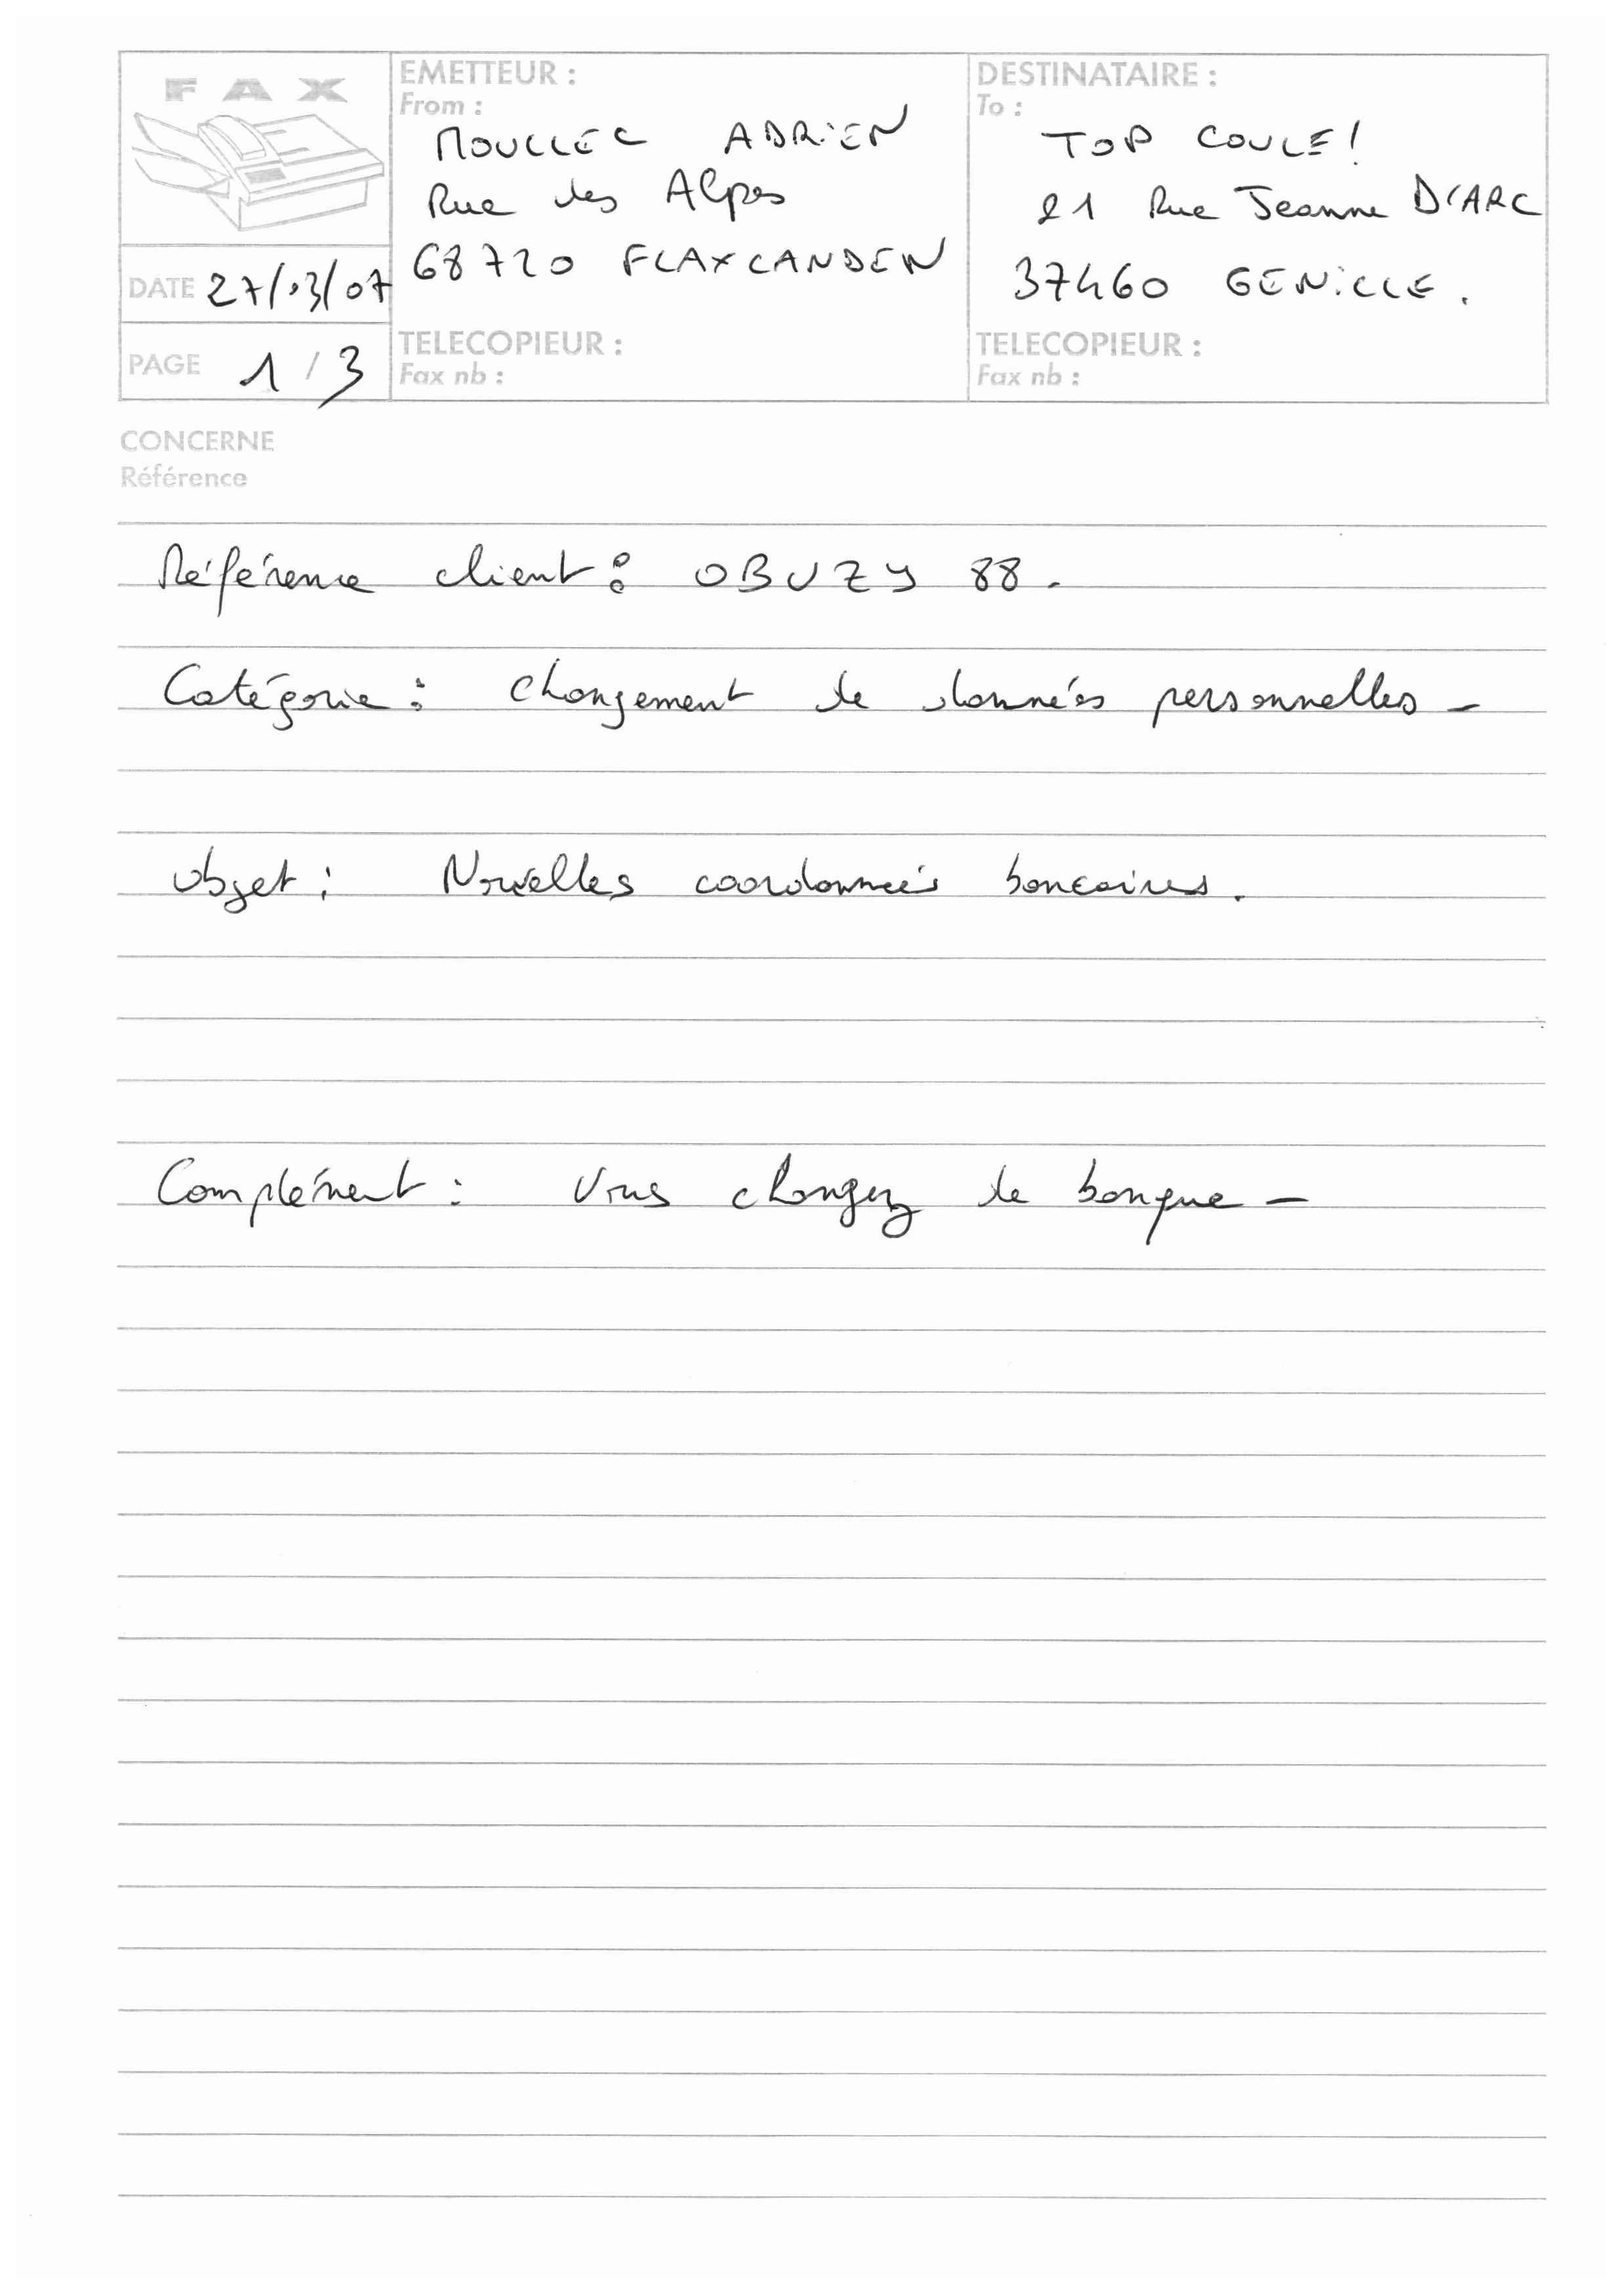 FAX
EMETTEUR :
From :
MOULLEC ADRIEN
Rue des Alpes
68720 FLAXLANDEN
TELECOPIEUR :
Fax nb :
DESTINATAIRE :
To :
TOP COULE!
21 Rue Jeanne D'ARC
37460 GENILLE.
TELECOPIEUR :
Fax nb :
DATE 27/03/07
PAGE 1/3
CONCERNE
Référence
Référence client : OBUZY 88.
Catégorie : Changement de données personnelles -
Objet : Nouvelles coordonnées bancaires.
Complément : Vous changez de banque -